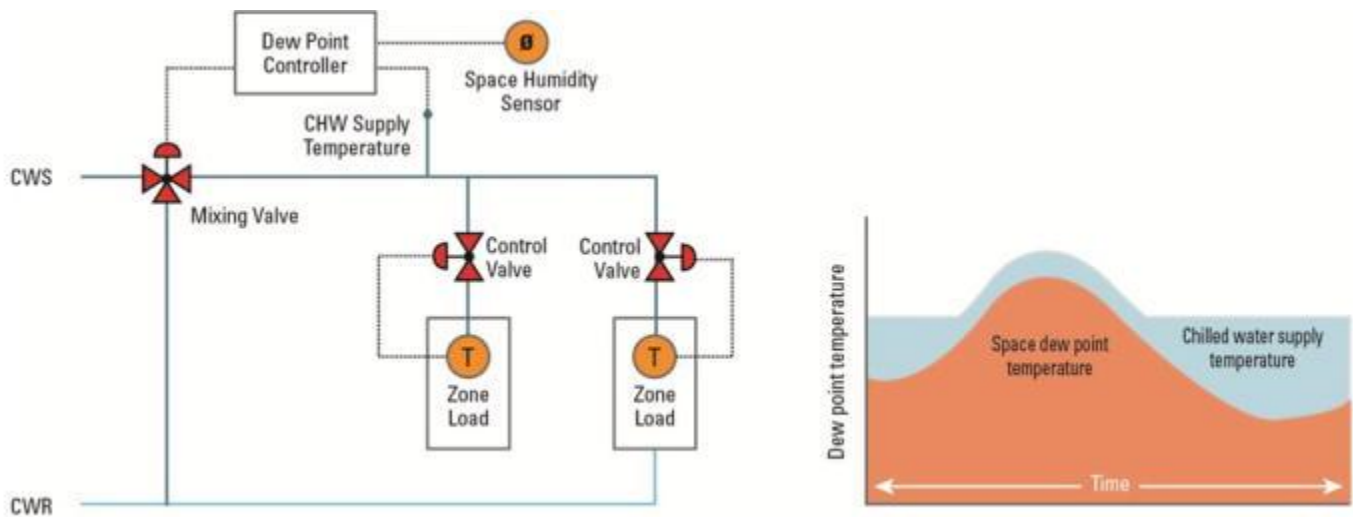 Dew Point
Controller
Ø
Space Humidity
Sensor
CHW Supply
Temperature
CWS
Mixing Valve
Control
Valve
Control
Valve
T
Zone
Load
T
Zone
Load
CWR
Dew point temperature
Space dew point
temperature
Chilled water supply
temperature
Time